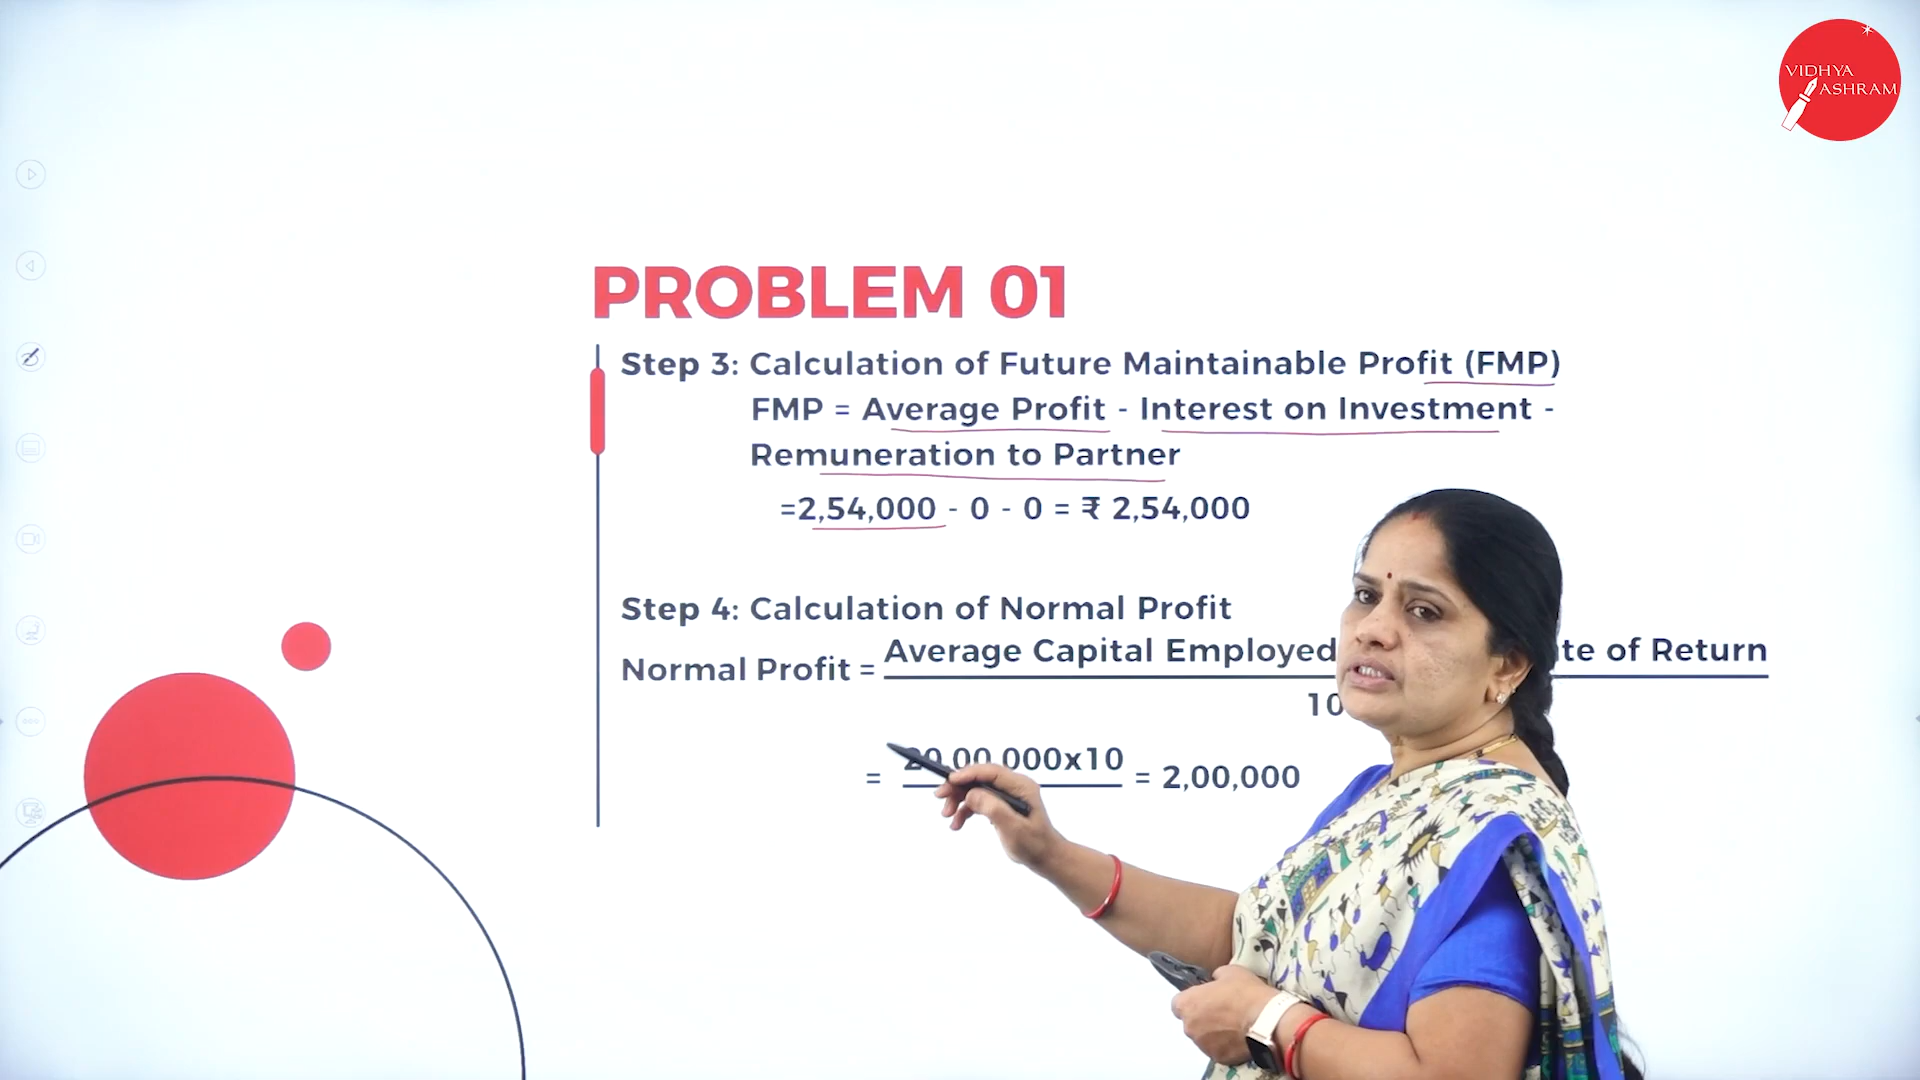 VIDHYA
ASHRAM
PROBLEM 01
Step 3: Calculation of Future Maintainable Profit (FMP)
FMP = Average Profit - Interest on Investment -
Remuneration to Partner
=2,54,000 - 0 - 0 = ₹ 2,54,000
Step 4: Calculation of Normal Profit
Average Capital Employed of Return
Normal Profit =
10
= 20,00,000x10 = 2,00,000